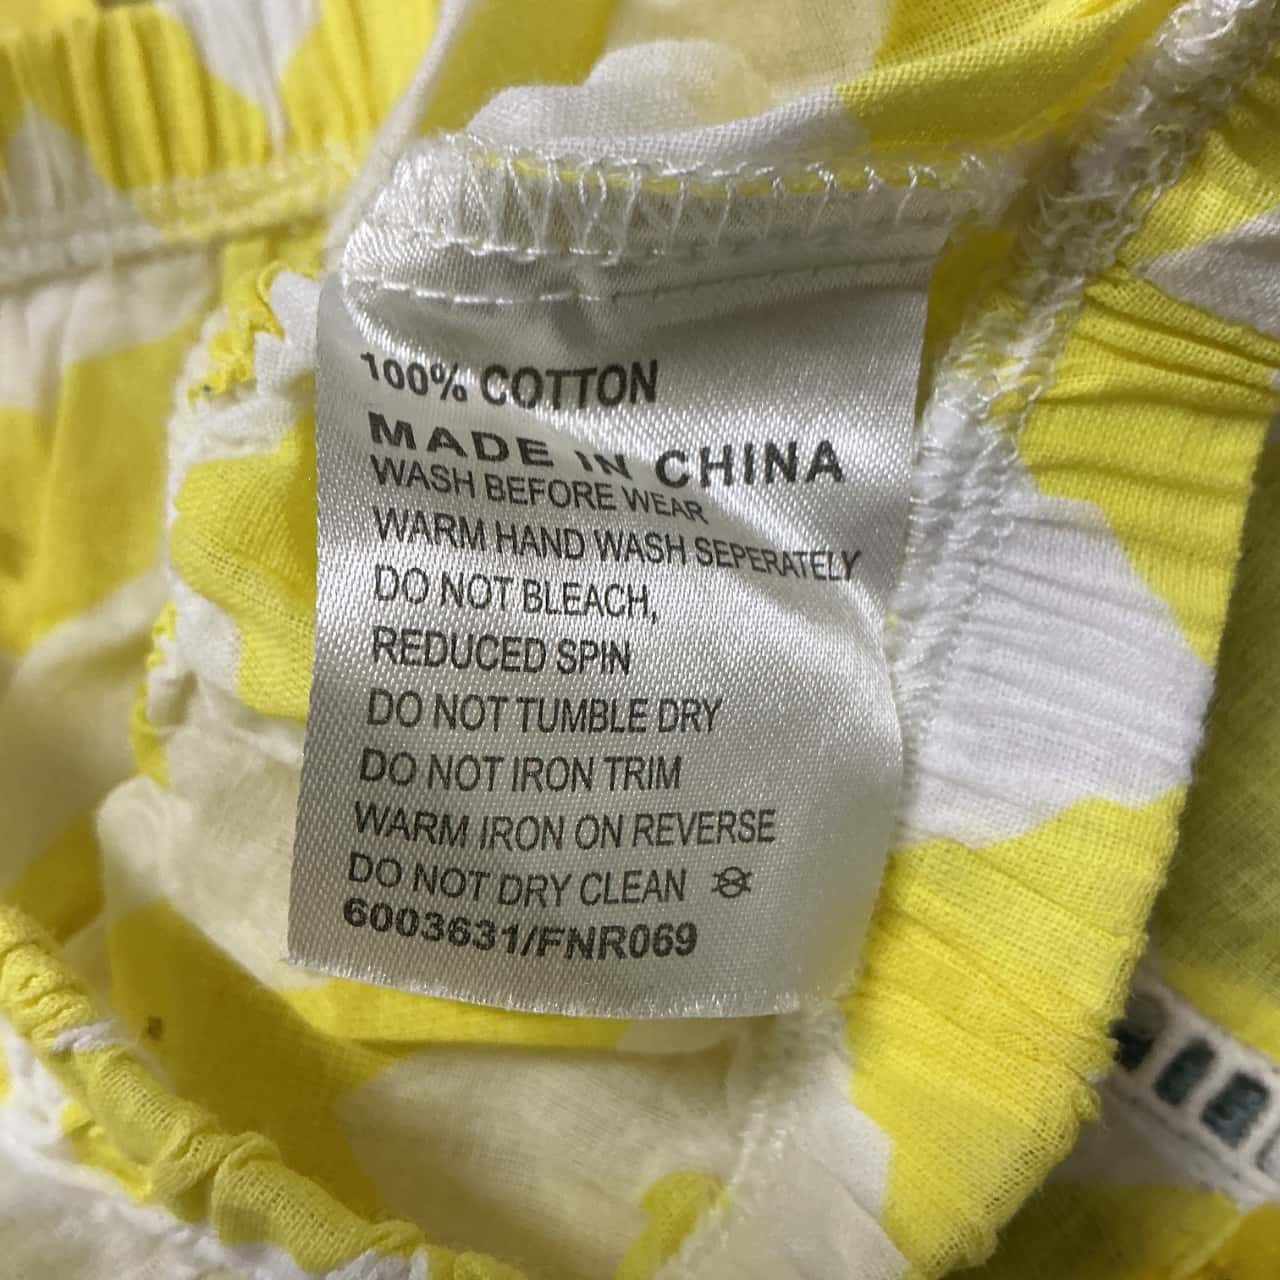 100% COTTON
MADE IN CHINA
WASH BEFORE WEAR
WARM HAND WASH SEPERATELY
DO NOT BLEACH,
REDUCED SPIN
DO NOT TUMBLE DRY
DO NOT IRON TRIM
WARM IRON ON REVERSE
DO NOT DRY CLEAN
6003631/FNR069